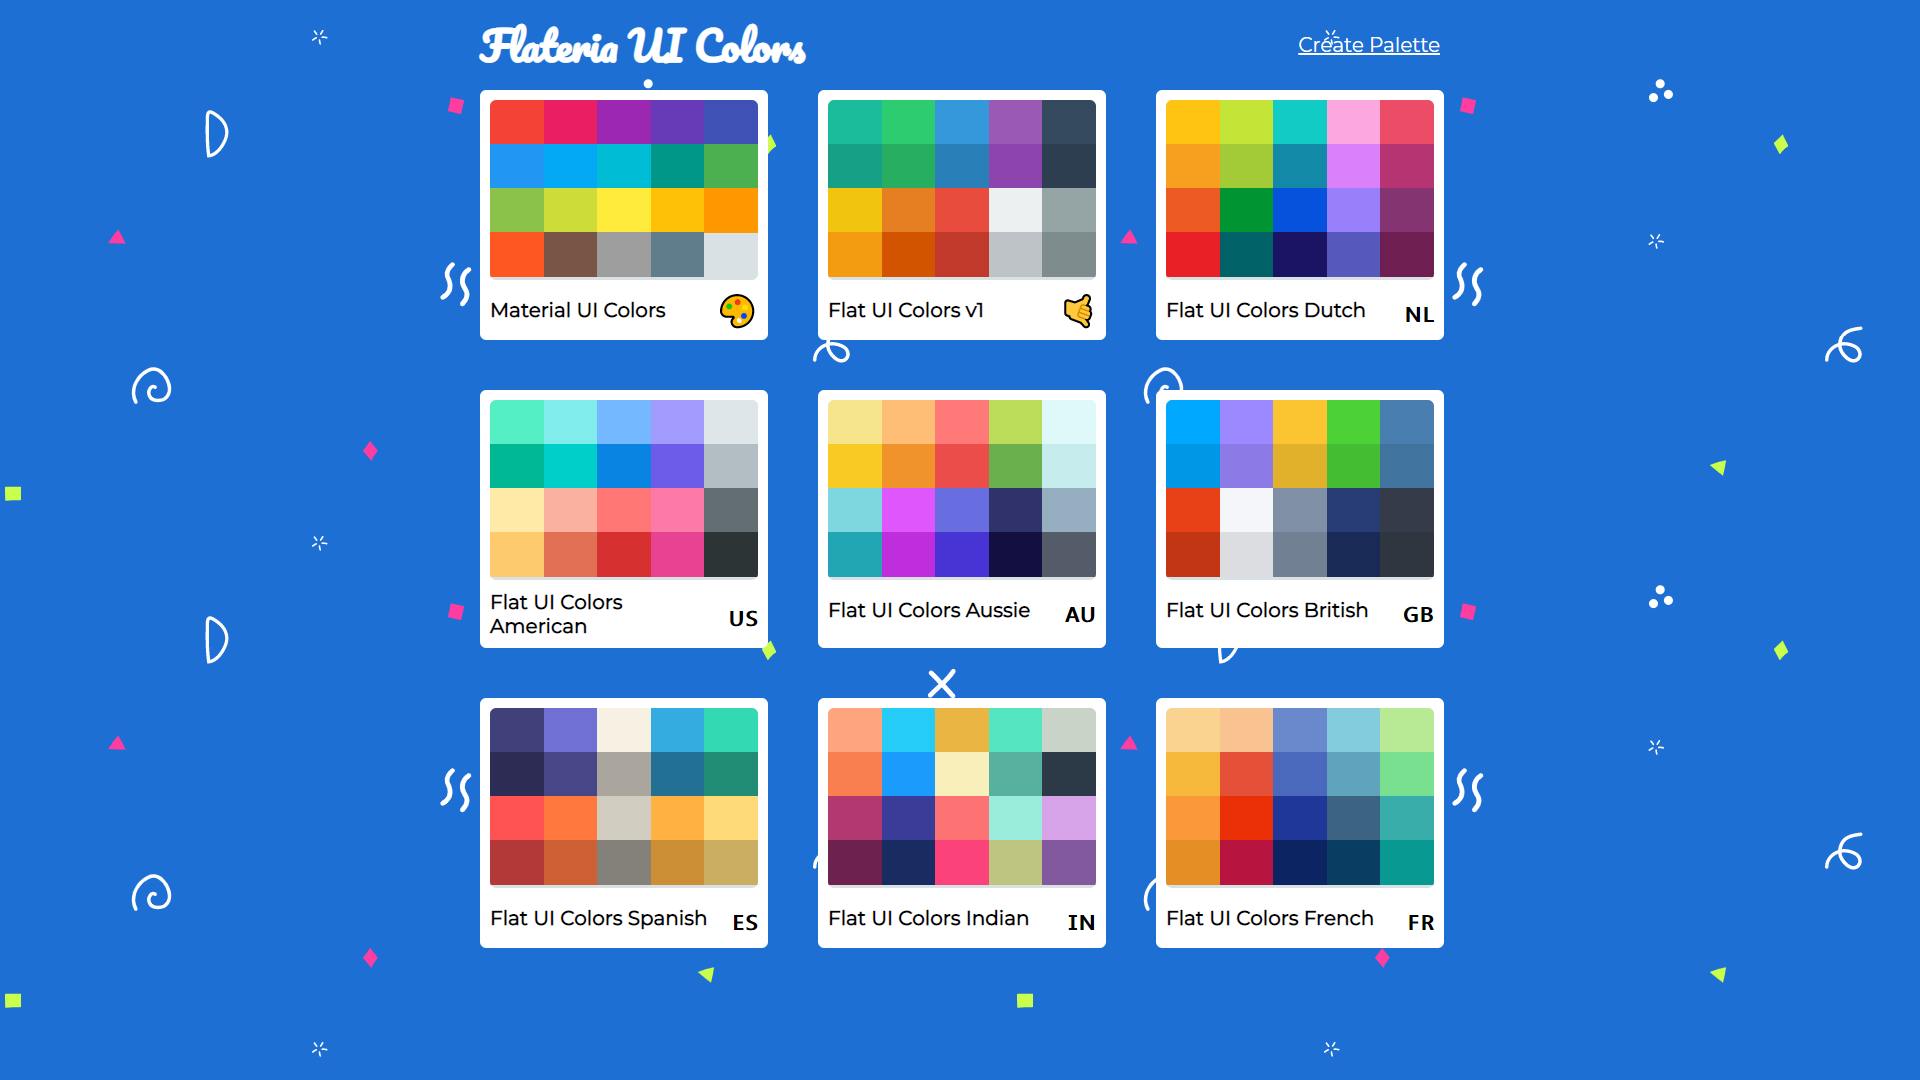 Flateria UI Colors
Create Palette
Material UI Colors
Flat UI Colors v1
Flat UI Colors Dutch
NL
Flat UI Colors
American
US
Flat UI Colors Aussie
AU
Flat UI Colors British
GB
Flat UI Colors Spanish
ES
Flat UI Colors Indian
IN
Flat UI Colors French
FR